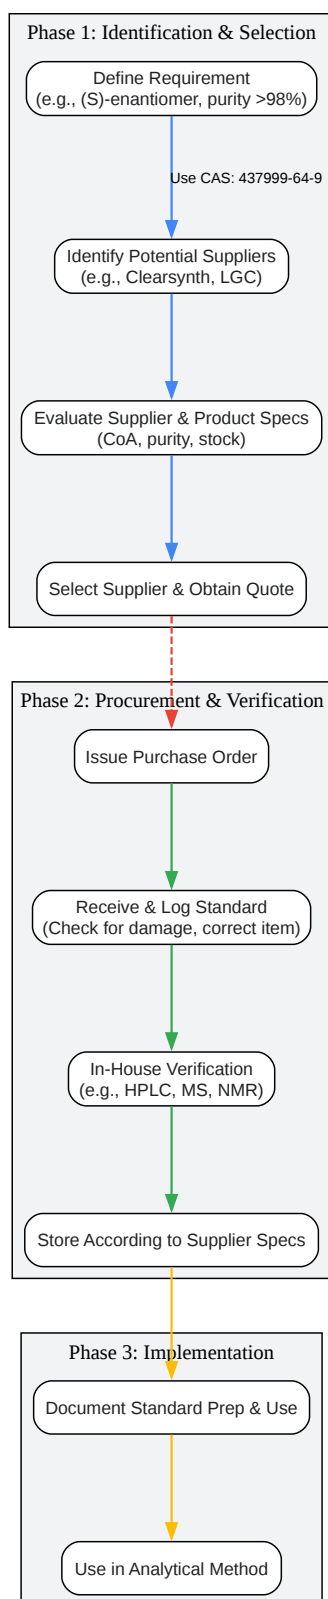 Phase 1: Identification & Selection
Define Requirement
(e.g., (S)-enantiomer, purity >98%)
Use CAS: 437999-64-9
Identify Potential Suppliers
(e.g., Clearsynth, LGC)
Evaluate Supplier & Product Specs
(CoA, purity, stock)
Select Supplier & Obtain Quote
Phase 2: Procurement & Verification
Issue Purchase Order
Receive & Log Standard
(Check for damage, correct item)
In-House Verification
(e.g., HPLC, MS, NMR)
Store According to Supplier Specs
Phase 3: Implementation
Document Standard Prep & Use
Use in Analytical Method